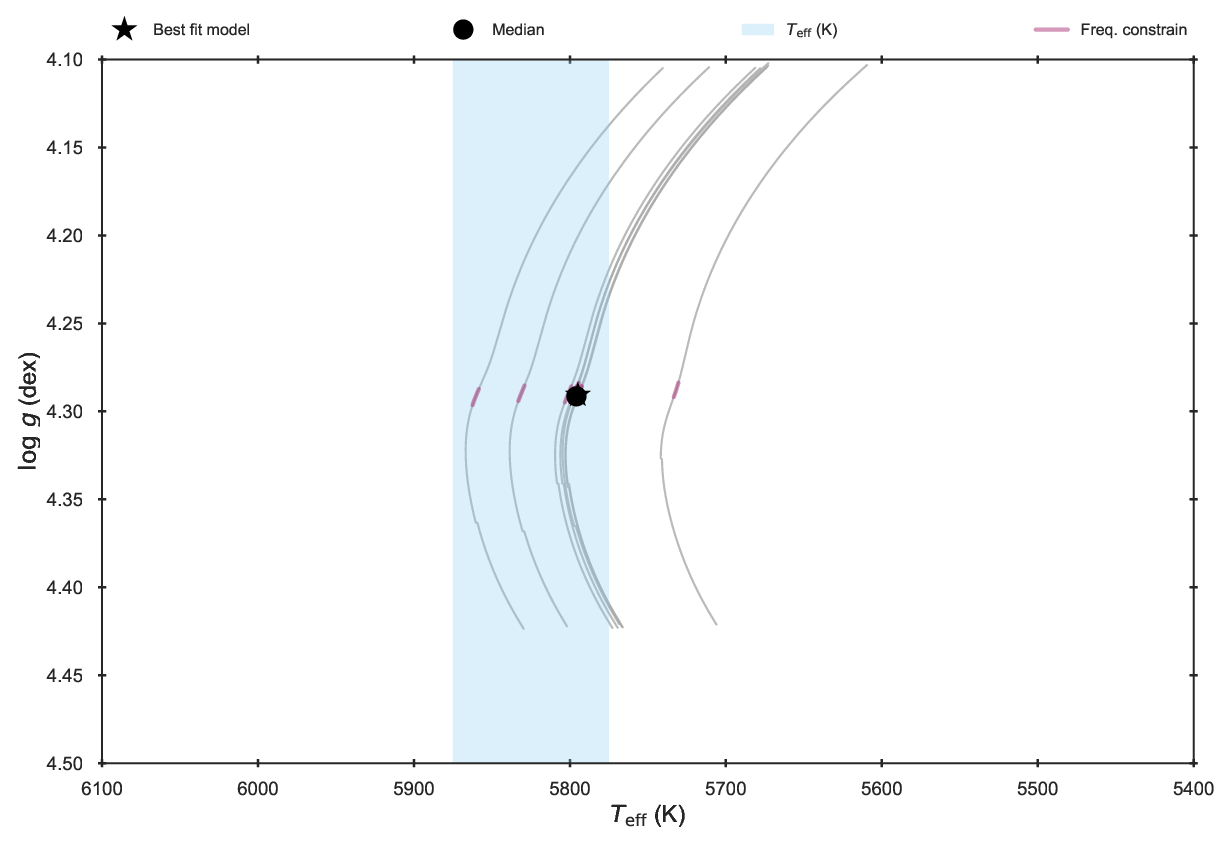 Best fit model
Median
Teff (K)
Freq. constrain
4.10
4.15
4.20
4.25
4.30
4.35
4.40
4.45
4.50
log g (dex)
6100 6000 5900 5800 5700 5600 5500 5400
Teff (K)